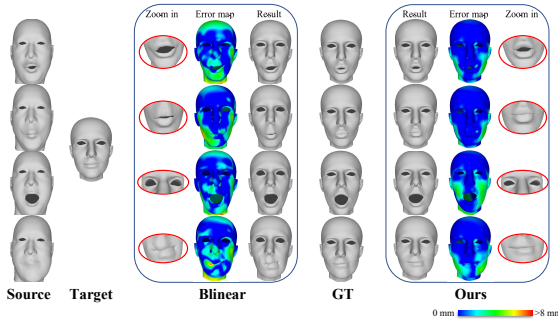 Zoom in Error map Result Result Error map Zoom in
Source Target Blinear GT Ours
0 mm >8 mm